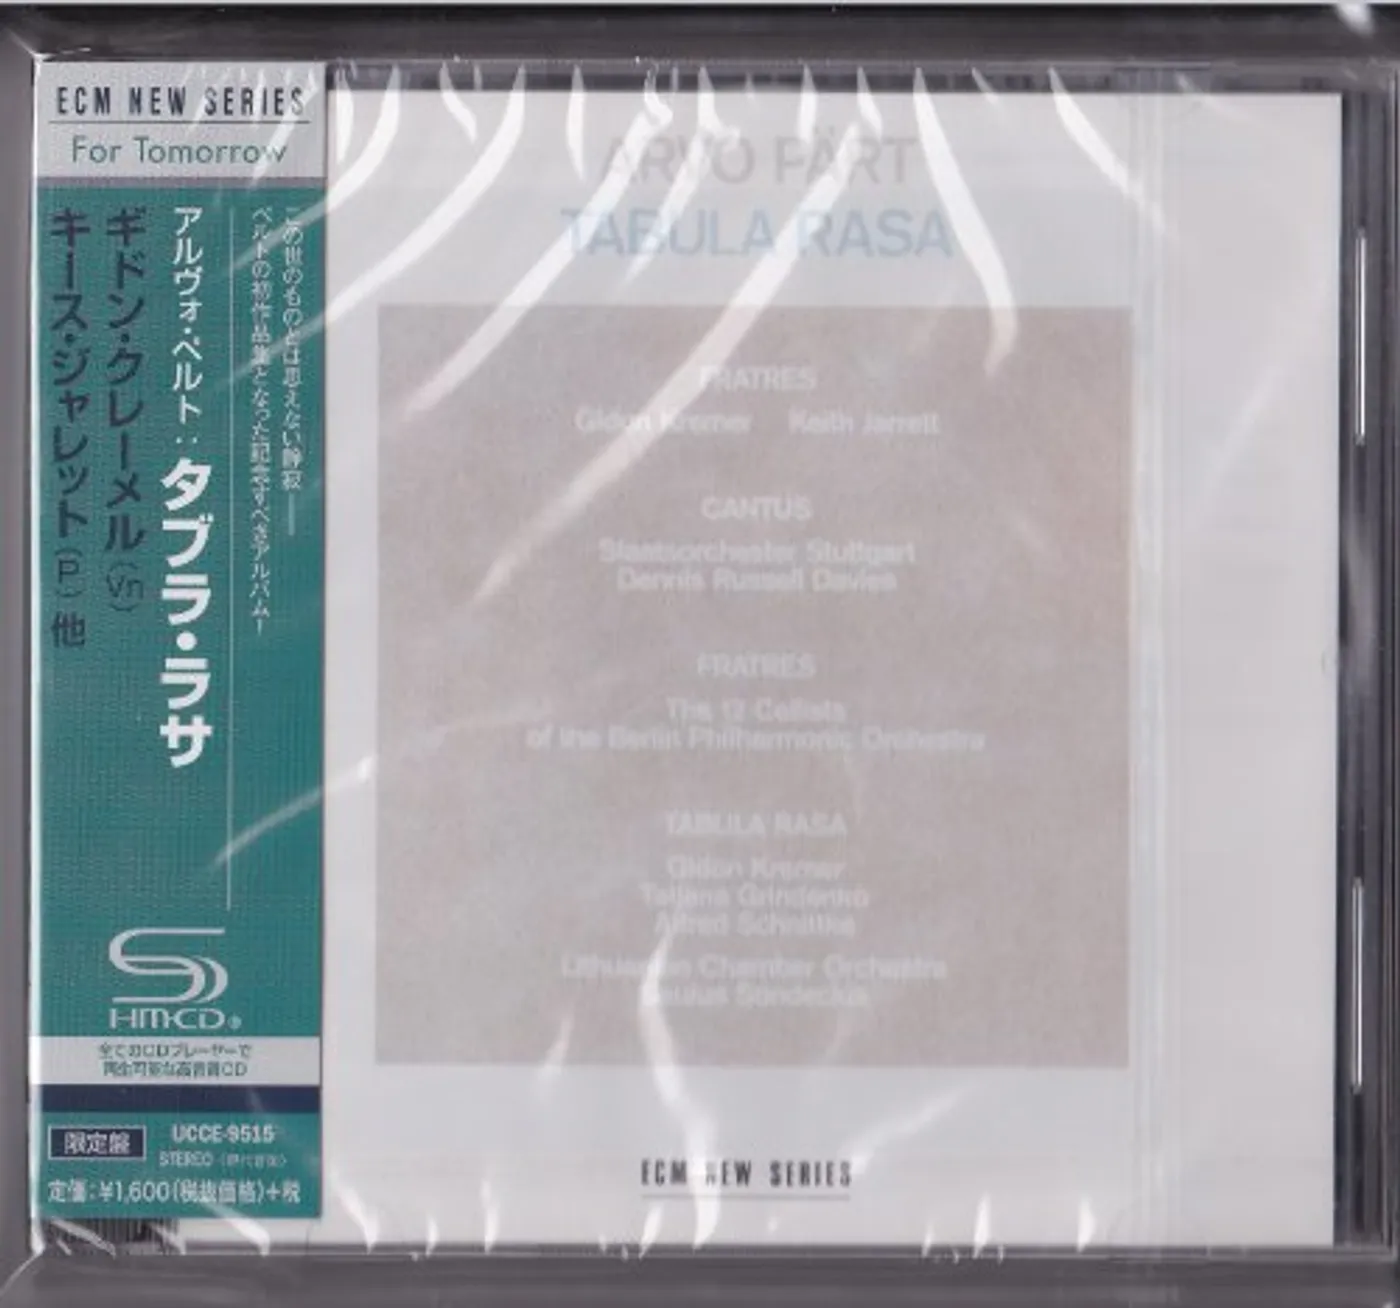 ECM NEW SERIES
For Tomorrow
この世のものとは思えない静寂――
ペルトの初作品集となった記念すべきアルバム!
アルヴォ・ペルト:タブラ・ラサ
ギドン・クレーメル(Vn)
キース・ジャレット(P)他
SHM-CD®
全てのCDプレーヤーで
再生可能な高音質CD
限定盤
UCCE-9515
STEREO
定価:¥1,600(税抜価格)+税
ARVO PÄRT
TABULA RASA
FRATRES
Gidon Kremer Keith Jarrett
CANTUS
Staatsorchester Stuttgart
Dennis Russell Davies
FRATRES
The 12 Cellists
of the Berlin Philharmonic Orchestra
TABULA RASA
Gidon Kremer
Tatjana Grindenko
Alfred Schnittke
Lithuanian Chamber Orchestra
Saulus Sondeckis
ECM NEW SERIES